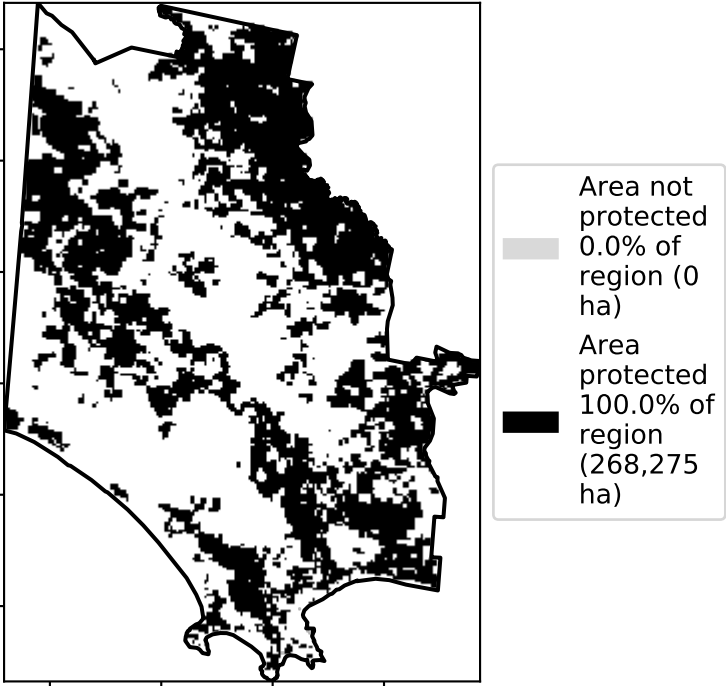 Area not
protected
0.0% of
region (0
ha)
Area
protected
100.0% of
region
(268,275
ha)